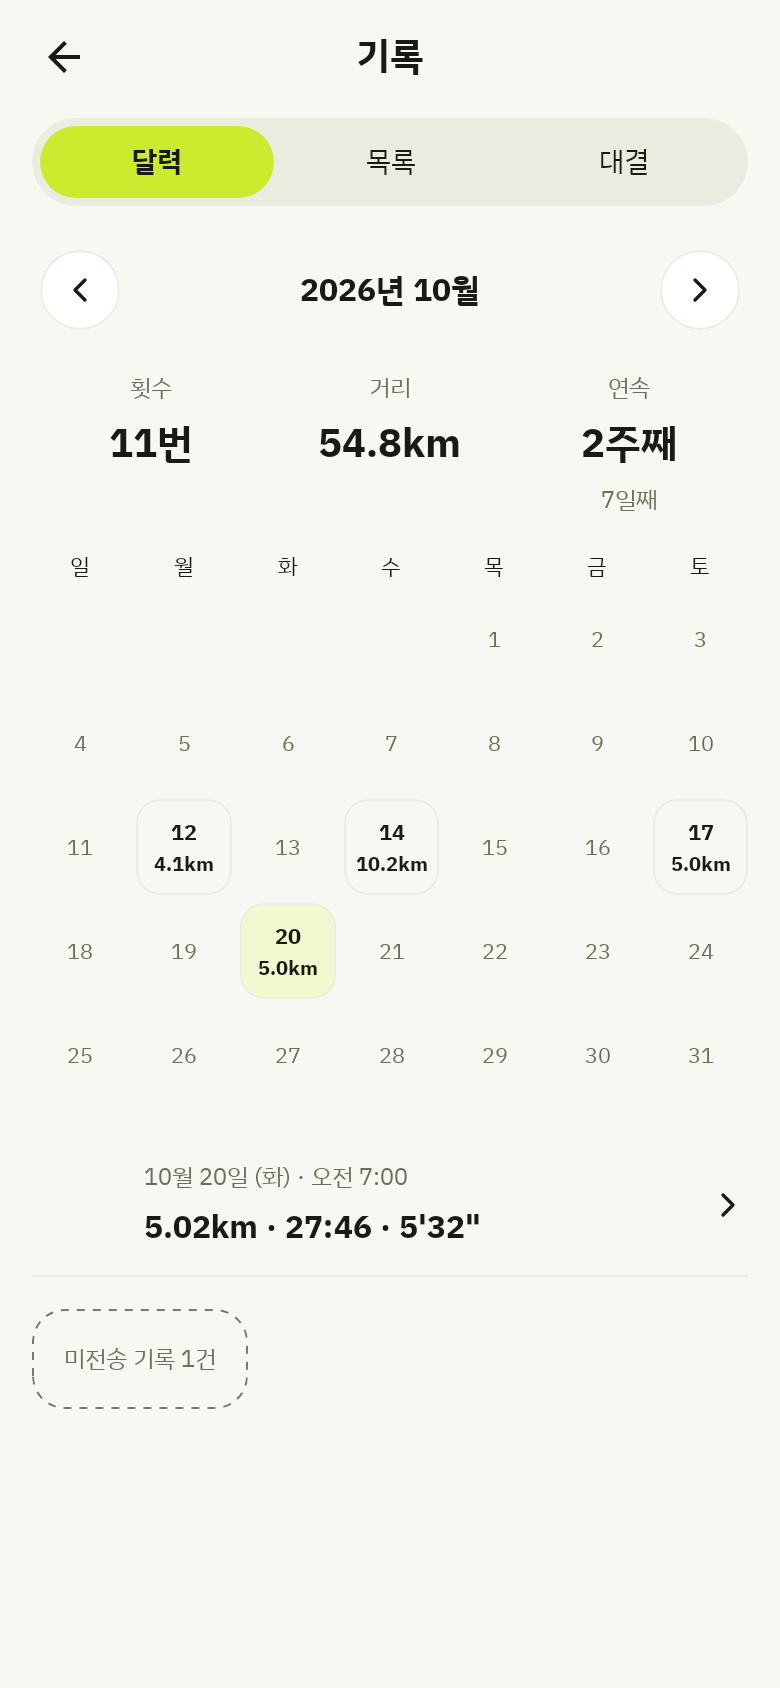 기록
달력 목록 대결
2026년 10월
횟수 거리 연속
11번 54.8km 2주째
7일째
일 월 화 수 목 금 토
1 2 3
4 5 6 7 8 9 10
11 12 13 14 15 16 17
4.1km 10.2km 5.0km
18 19 20 21 22 23 24
5.0km
25 26 27 28 29 30 31
10월 20일 (화) · 오전 7:00
5.02km · 27:46 · 5'32"
미전송 기록 1건